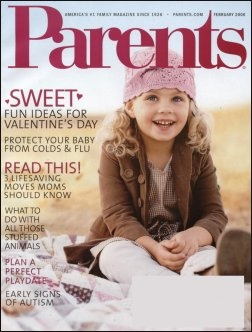 AMERICA'S #1 FAMILY MAGAZINE SINCE 1926 • PARENTS.COM | FEBRUARY 2006
Parents
SWEET
FUN IDEAS FOR
VALENTINE'S DAY
PROTECT YOUR BABY
FROM COLDS & FLU
READ THIS!
3 LIFESAVING
MOVES MOMS
SHOULD KNOW
WHAT TO
DO WITH
ALL THOSE
STUFFED
ANIMALS
PLAN A
PERFECT
PLAYDATE
EARLY SIGNS
OF AUTISM